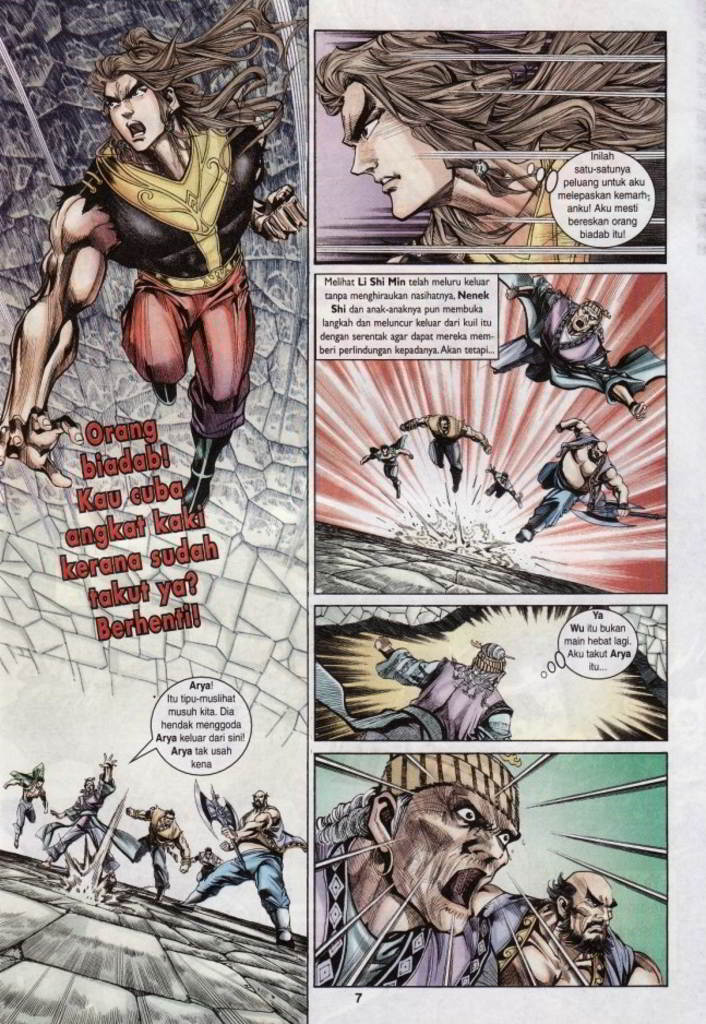 Orang
biadab!
Kau cuba
angkat kaki
kerana sudah
takut ya?
Berhenti!
Arya!
Itu tipu-muslihat
musuh kita. Dia
hendak menggoda
Arya keluar dari sini!
Arya tak usah
kena
Inilah
satu-satunya
peluang untuk aku
melepaskan kemarh-
anku! Aku mesti
bereskan orang
biadab itu!
Melihat Li Shi Min telah meluru keluar
tanpa menghiraukan nasihatnya, Nenek
Shi dan anak-anaknya pun membuka
langkah dan meluncur keluar dari kuil itu
dengan serentak agar dapat mereka mem-
beri perlindungan kepadanya. Akan tetapi...
Ya
Wu itu bukan
main hebat lagi.
Aku takut Arya
itu...
7